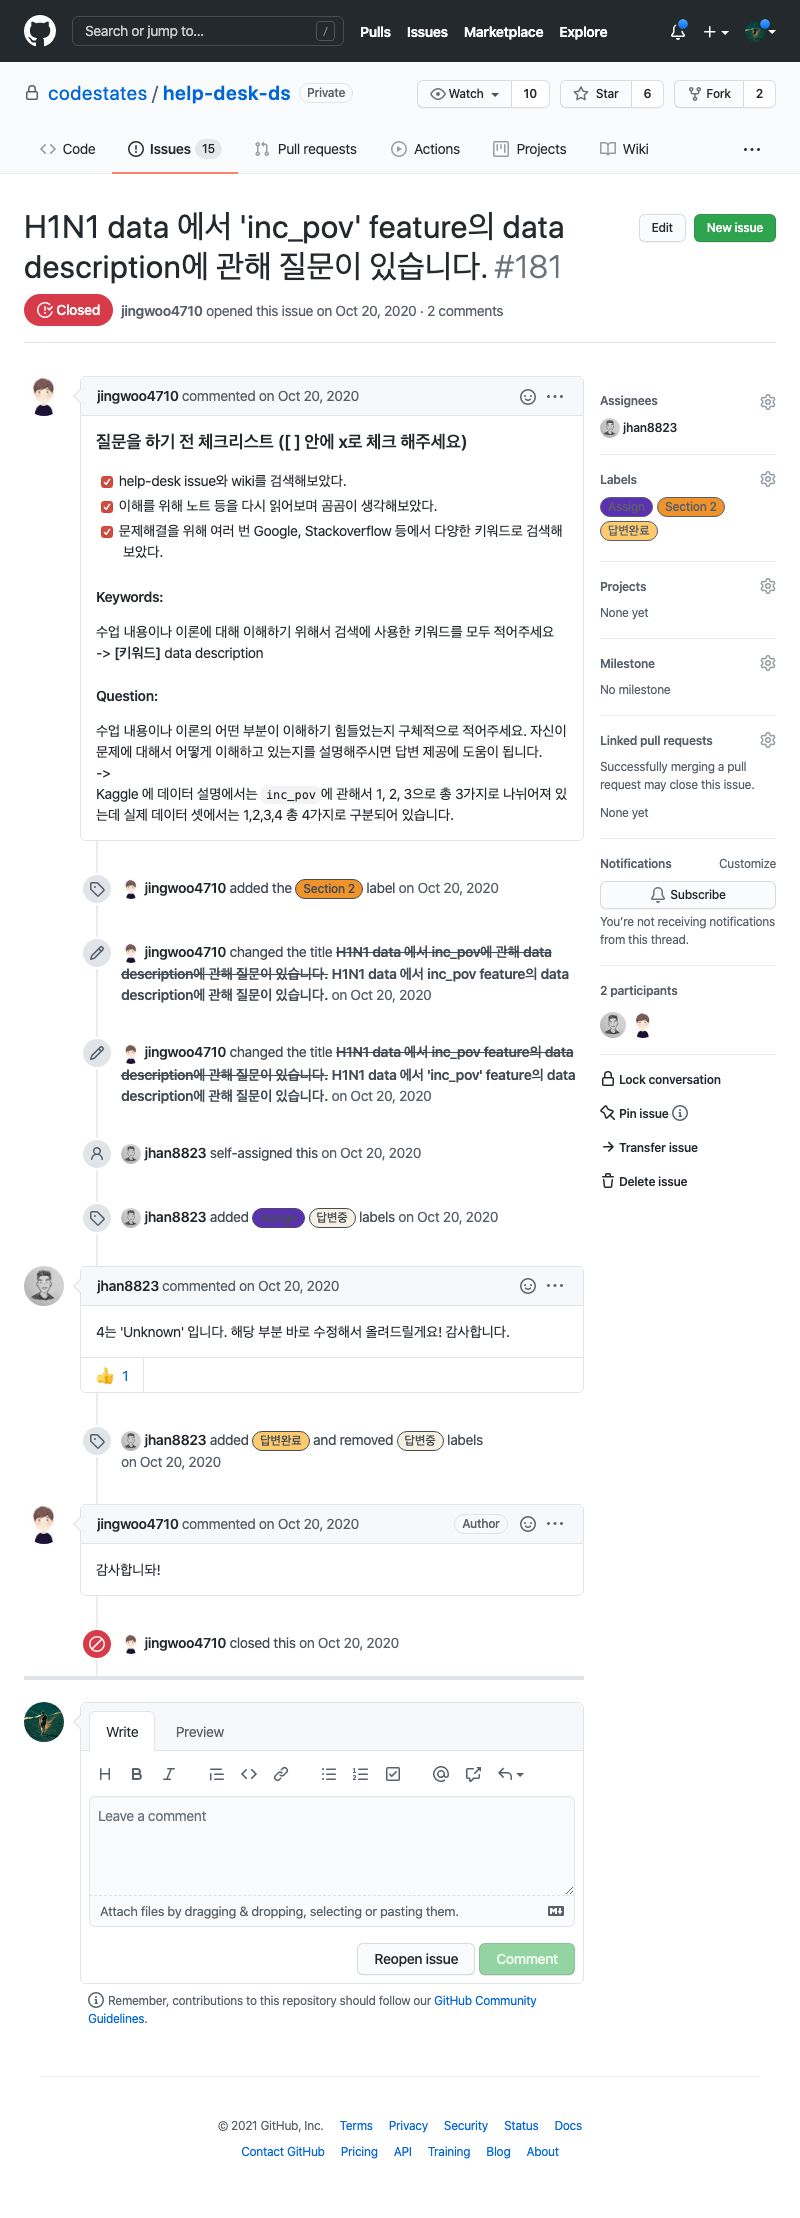 Search or jump to... /
Pulls Issues Marketplace Explore
codestates / help-desk-ds Private
Watch 10 Star 6 Fork 2
Code Issues 15 Pull requests Actions Projects Wiki ...
H1N1 data 에서 'inc_pov' feature의 data
description에 관해 질문이 있습니다. #181
Edit New issue
Closed jingwoo4710 opened this issue on Oct 20, 2020 · 2 comments
jingwoo4710 commented on Oct 20, 2020
질문을 하기 전 체크리스트 ([ ] 안에 x로 체크 해주세요)
help-desk issue와 wiki를 검색해보았다.
이해를 위해 노트 등을 다시 읽어보며 곰곰이 생각해보았다.
문제해결을 위해 여러 번 Google, Stackoverflow 등에서 다양한 키워드로 검색해
보았다.
Keywords:
수업 내용이나 이론에 대해 이해하기 위해서 검색에 사용한 키워드를 모두 적어주세요
-> [키워드] data description
Question:
수업 내용이나 이론의 어떤 부분이 이해하기 힘들었는지 구체적으로 적어주세요. 자신이
문제에 대해서 어떻게 이해하고 있는지를 설명해주시면 답변 제공에 도움이 됩니다.
->
Kaggle 에 데이터 설명에서는 inc_pov 에 관해서 1, 2, 3으로 총 3가지로 나뉘어져 있
는데 실제 데이터 셋에서는 1,2,3,4 총 4가지로 구분되어 있습니다.
jingwoo4710 added the Section 2 label on Oct 20, 2020
jingwoo4710 changed the title H1N1 data 에서 inc_pov에 관해 data
description에 관해 질문이 있습니다. H1N1 data 에서 inc_pov feature의 data
description에 관해 질문이 있습니다. on Oct 20, 2020
jingwoo4710 changed the title H1N1 data 에서 inc_pov feature의 data
description에 관해 질문이 있습니다. H1N1 data 에서 'inc_pov' feature의 data
description에 관해 질문이 있습니다. on Oct 20, 2020
jhan8823 self-assigned this on Oct 20, 2020
jhan8823 added Assign 답변중 labels on Oct 20, 2020
jhan8823 commented on Oct 20, 2020
4는 'Unknown' 입니다. 해당 부분 바로 수정해서 올려드릴게요! 감사합니다.
👍 1
jhan8823 added 답변완료 and removed 답변중 labels
on Oct 20, 2020
jingwoo4710 commented on Oct 20, 2020 Author
감사합니돠!
jingwoo4710 closed this on Oct 20, 2020
Write Preview
H B I
Leave a comment
Attach files by dragging & dropping, selecting or pasting them.
Reopen issue Comment
Remember, contributions to this repository should follow our GitHub Community
Guidelines.
Assignees
jhan8823
Labels
Assign Section 2
답변완료
Projects
None yet
Milestone
No milestone
Linked pull requests
Successfully merging a pull
request may close this issue.
None yet
Notifications Customize
Subscribe
You're not receiving notifications
from this thread.
2 participants
Lock conversation
Pin issue
Transfer issue
Delete issue
© 2021 GitHub, Inc. Terms Privacy Security Status Docs
Contact GitHub Pricing API Training Blog About